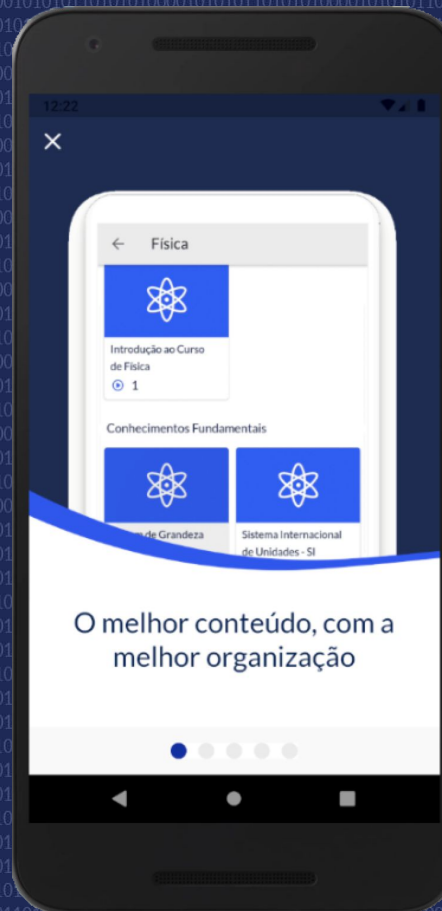 12:22
Física
Introdução ao Curso
de Física
1
Conhecimentos Fundamentais
de Grandeza
Sistema Internacional
de Unidades - SI
O melhor conteúdo, com a
melhor organização